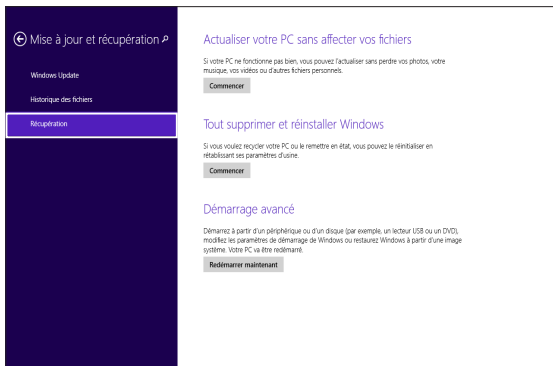 Mise à jour et récupération
Windows Update
Historique des fichiers
Récupération
Actualiser votre PC sans affecter vos fichiers
Si votre PC ne fonctionne pas bien, vous pouvez l'actualiser sans perdre vos photos, votre
musique, vos vidéos ou d'autres fichiers personnels.
Commencer
Tout supprimer et réinstaller Windows
Si vous voulez recycler votre PC ou le remettre en état, vous pouvez le réinitialiser en
rétablissant ses paramètres d'usine.
Commencer
Démarrage avancé
Démarrez à partir d'un périphérique ou d'un disque (par exemple, un lecteur USB ou un DVD),
modifiez les paramètres de démarrage de Windows ou restaurez Windows à partir d'une image
système. Votre PC va être redémarré.
Redémarrer maintenant